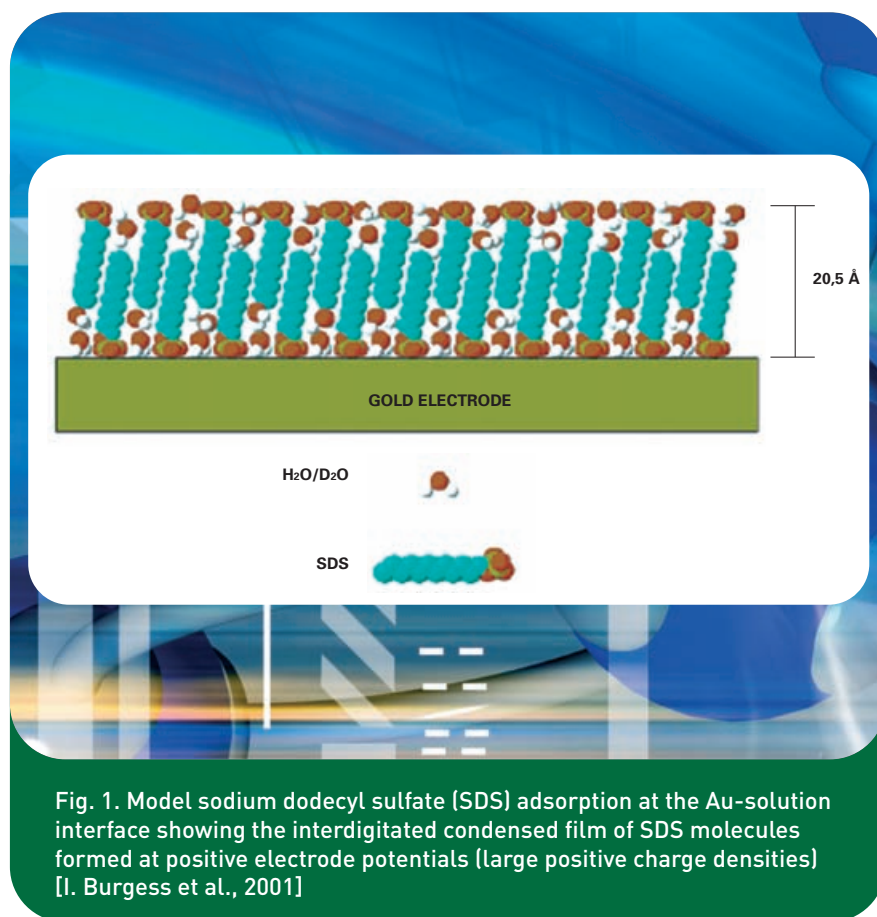 20,5 Å
GOLD ELECTRODE
H₂O/D₂O
SDS
Fig. 1. Model sodium dodecyl sulfate (SDS) adsorption at the Au-solution
interface showing the interdigitated condensed film of SDS molecules
formed at positive electrode potentials (large positive charge densities)
[I. Burgess et al., 2001]